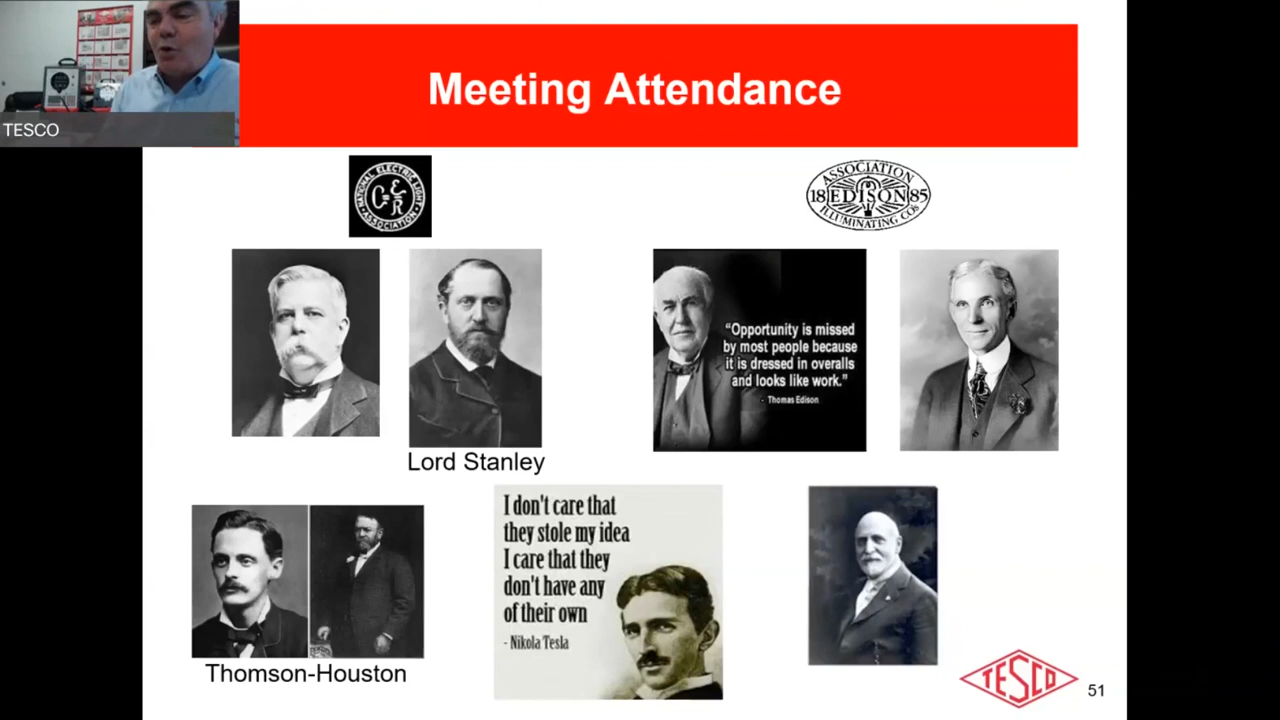 Meeting Attendance
TESCO
NATIONAL ELECTRIC LIGHT
C=E/R
ASSOCIATION
ASSOCIATION
18 EDISON 85
ILLUMINATING COS
"Opportunity is missed
by most people because
it is dressed in overalls
and looks like work."
- Thomas Edison
Lord Stanley
I don't care that
they stole my idea
I care that they
don't have any
of their own
- Nikola Tesla
Thomson-Houston
TESCO
51